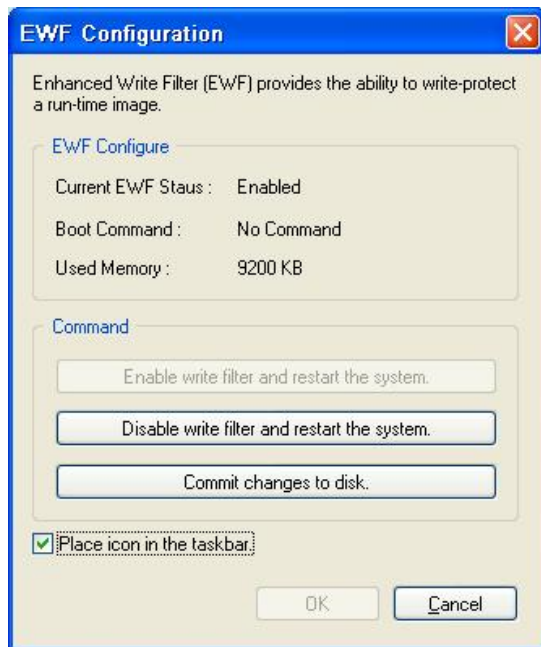 EWF Configuration
Enhanced Write Filter (EWF) provides the ability to write-protect
a run-time image.
EWF Configure
Current EWF Staus : Enabled
Boot Command : No Command
Used Memory : 9200 KB
Command
Enable write filter and restart the system.
Disable write filter and restart the system.
Commit changes to disk.
Place icon in the taskbar.
OK Cancel